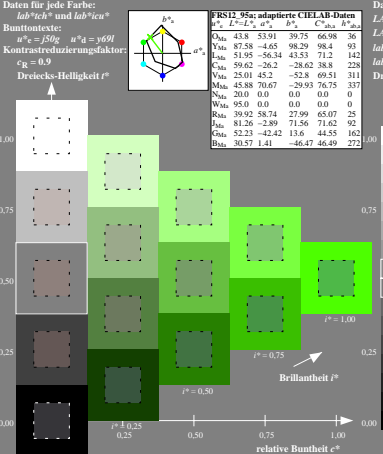 Daten für jede Farbe:
lab*tch* und lab*icu*
Bunttexte:
u*e = j50g   u*d = y69l
Kontrastreduzierungsfaktor:
cR = 0.9
Dreiecks-Helligkeit t*
b*a
a*a
FRS12_95a; adaptierte CIELAB-Daten
u*e L*=L*a a*a b*a C*ab,a h*ab,a
OMa 43.8 53.91 39.75 66.98 36
YMa 87.58 -4.65 98.29 98.4 93
LMa 51.95 -56.34 43.53 71.2 142
CMa 59.62 -26.2 -28.62 38.8 228
VMa 25.01 45.2 -52.8 69.51 311
MMa 45.88 70.67 -29.93 76.75 337
NMa 20.0 0.0 0.0 0.0 0
WMa 95.0 0.0 0.0 0.0 0
RMa 39.92 58.74 27.99 65.07 25
JMa 81.26 -2.89 71.56 71.62 92
GMa 52.23 -42.42 13.6 44.55 162
BMa 30.57 1.41 -46.47 46.49 272
1,00
0,75
0,50
0,25
0,00
i* = 1,00
i* = 0,75
i* = 0,50
i* = 0,25
Brillantheit i*
0,25 0,50 0,75 1,00
relative Buntheit c*